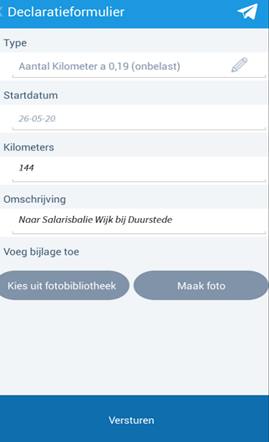 Declaratieformulier
Type
Aantal Kilometer a 0,19 (onbelast)
Startdatum
26-05-20
Kilometers
144
Omschrijving
Naar Salarisbalie Wijk bij Duurstede
Voeg bijlage toe
Kies uit fotobibliotheek
Maak foto
Versturen